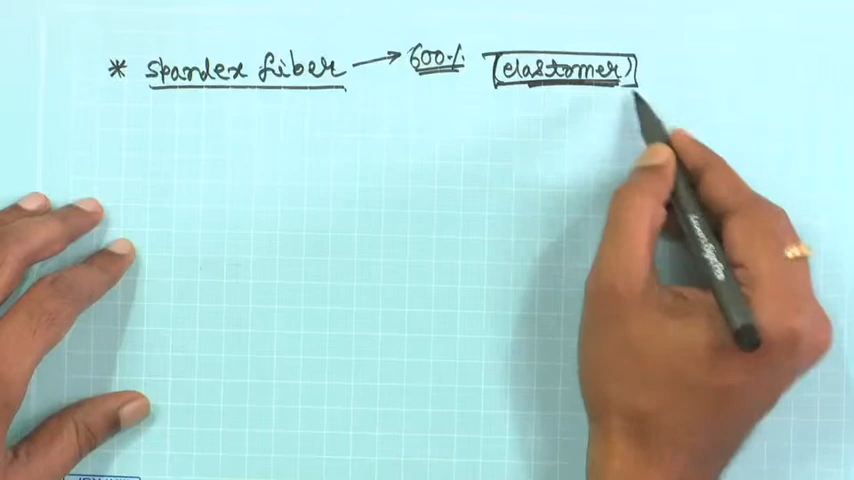 * spandex fiber → 600% (elastomer)